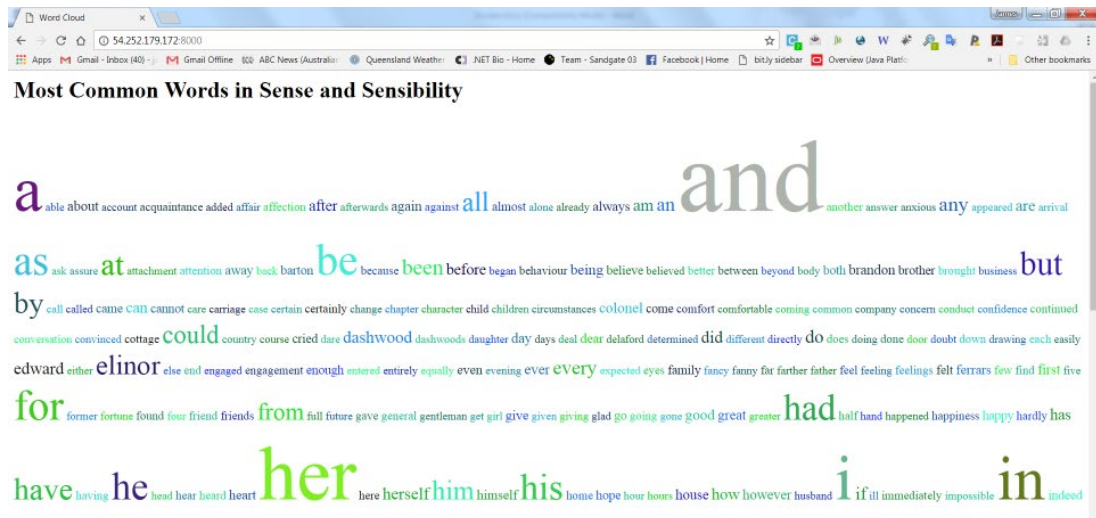 Word Cloud
James
54.252.179.172:8000
Apps Gmail - Inbox (40) - j Gmail Offline ABC News (Australia Queensland Weather .NET Bio - Home Team - Sandgate 03 Facebook | Home bit.ly sidebar Overview (Java Platfo » Other bookmarks
Most Common Words in Sense and Sensibility
a able about account acquaintance added affair affection after afterwards again against all almost alone already always am an and another answer anxious any appeared are arrival
as ask assure at attachment attention away back barton be because been before began behaviour being believe believed better between beyond body both brandon brother brought business but
by call called came can cannot care carriage case certain certainly change chapter character child children circumstances colonel come comfort comfortable coming common company concern conduct confidence continued
conversation convinced cottage could country course cried dare dashwood dashwoods daughter day days deal dear delaford determined did different directly do does doing done door doubt down drawing each easily
edward either elinor else end engaged engagement enough entered entirely equally even evening ever every expected eyes family fancy fanny far farther father feel feeling feelings felt ferrars few find first five
for former fortune found four friend friends from full future gave general gentleman get girl give given giving glad go going gone good great greater had half hand happened happiness happy hardly has
have having he head hear heard heart her here herself him himself his home hope hour hours house how however husband i if ill immediately impossible in indeed